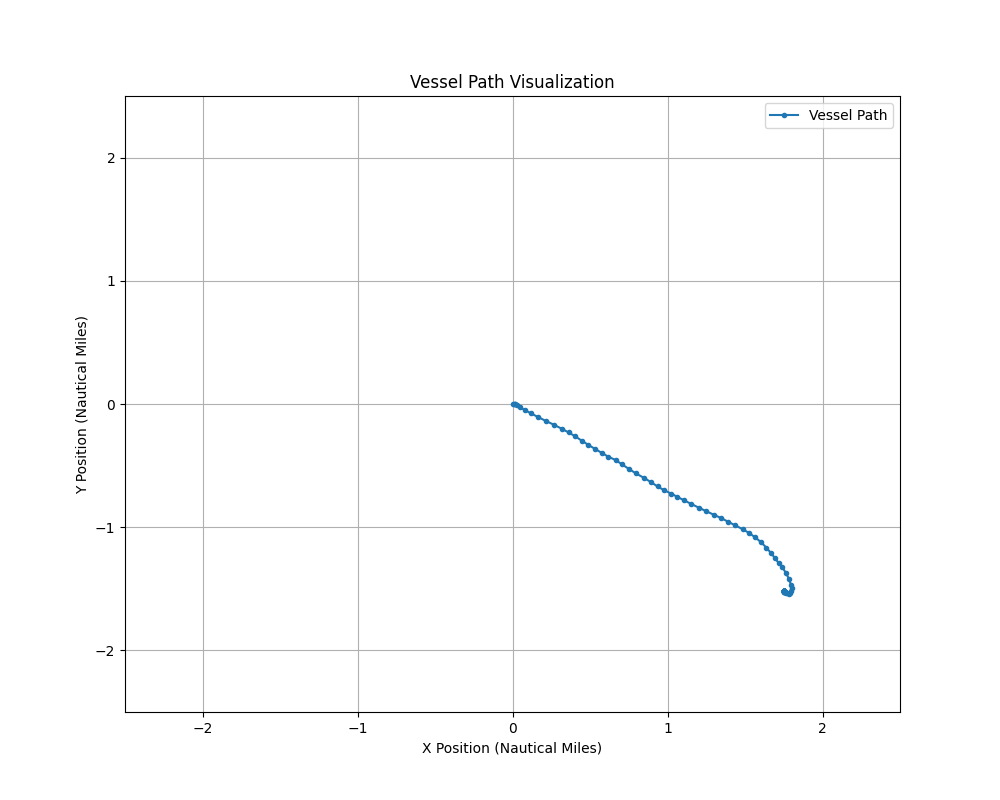 Vessel Path Visualization
Vessel Path
2
1
0
−1
−2
Y Position (Nautical Miles)
−2
−1
0
1
2
X Position (Nautical Miles)